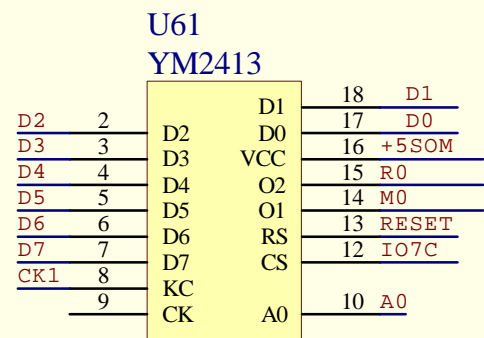 U61
YM2413
D1 18 D1
D2 2 D2 D0 17 D0
D3 3 D3 VCC 16 +5SOM
D4 4 D4 O2 15 R0
D5 5 D5 O1 14 M0
D6 6 D6 RS 13 RESET
D7 7 D7 CS 12 IO7C
CK1 8 KC
9 CK A0 10 A0